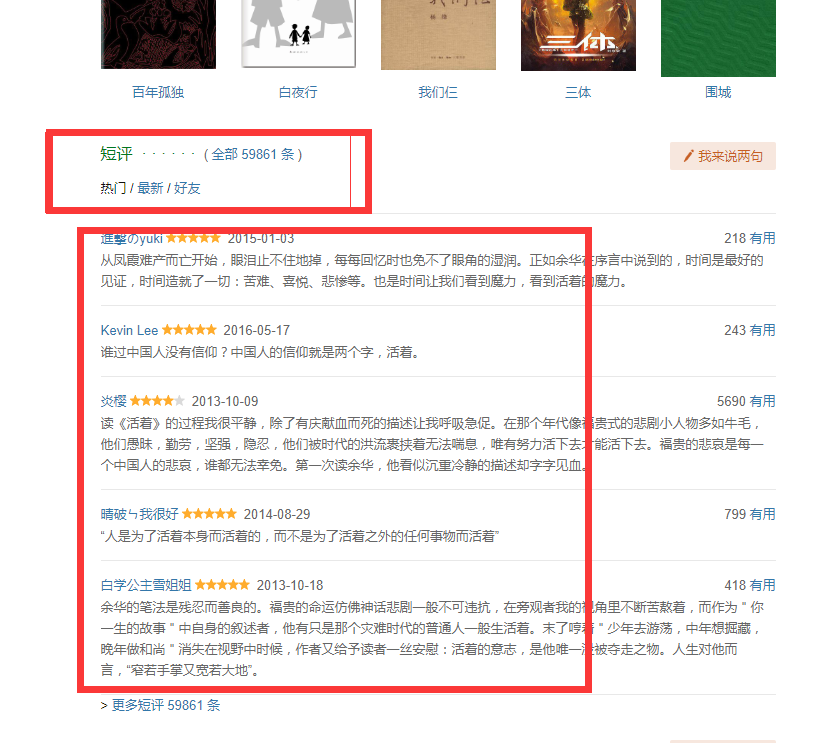 我们仨
杨绛
三体
百年孤独
白夜行
我们仨
三体
围城
短评 · · · · · · ( 全部 59861 条 )
我来说两句
热门 / 最新 / 好友
進擊のyuki 2015-01-03 218 有用
从凤霞难产而亡开始，眼泪止不住地掉，每每回忆时也免不了眼角的湿润。正如余华在序言中说到的，时间是最好的
见证，时间造就了一切：苦难、喜悦、悲惨等。也是时间让我们看到魔力，看到活着的魔力。
Kevin Lee 2016-05-17 243 有用
谁过中国人没有信仰？中国人的信仰就是两个字，活着。
炎樱 2013-10-09 5690 有用
读《活着》的过程我很平静，除了有庆献血而死的描述让我呼吸急促。在那个年代像福贵式的悲剧小人物多如牛毛，
他们愚昧，勤劳，坚强，隐忍，他们被时代的洪流裹挟着无法喘息，唯有努力活下去才能活下去。福贵的悲哀是每一
个中国人的悲哀，谁都无法幸免。第一次读余华，他看似沉重冷静的描述却字字见血。
晴破ㄣ我很好 2014-08-29 799 有用
“人是为了活着本身而活着的，而不是为了活着之外的任何事物而活着”
白学公主雪姐姐 2013-10-18 418 有用
余华的笔法是残忍而善良的。福贵的命运仿佛神话悲剧一般不可违抗，在旁观者我的视角里不断苦熬着，而作为＂你
一生的故事＂中自身的叙述者，他有只是那个灾难时代的普通人一般生活着。末了哼着＂少年去游荡，中年想掘藏，
晚年做和尚＂消失在视野中时候，作者又给予读者一丝安慰：活着的意志，是他唯一没被夺走之物。人生对他而
言，“窄若手掌又宽若大地”。
> 更多短评 59861 条